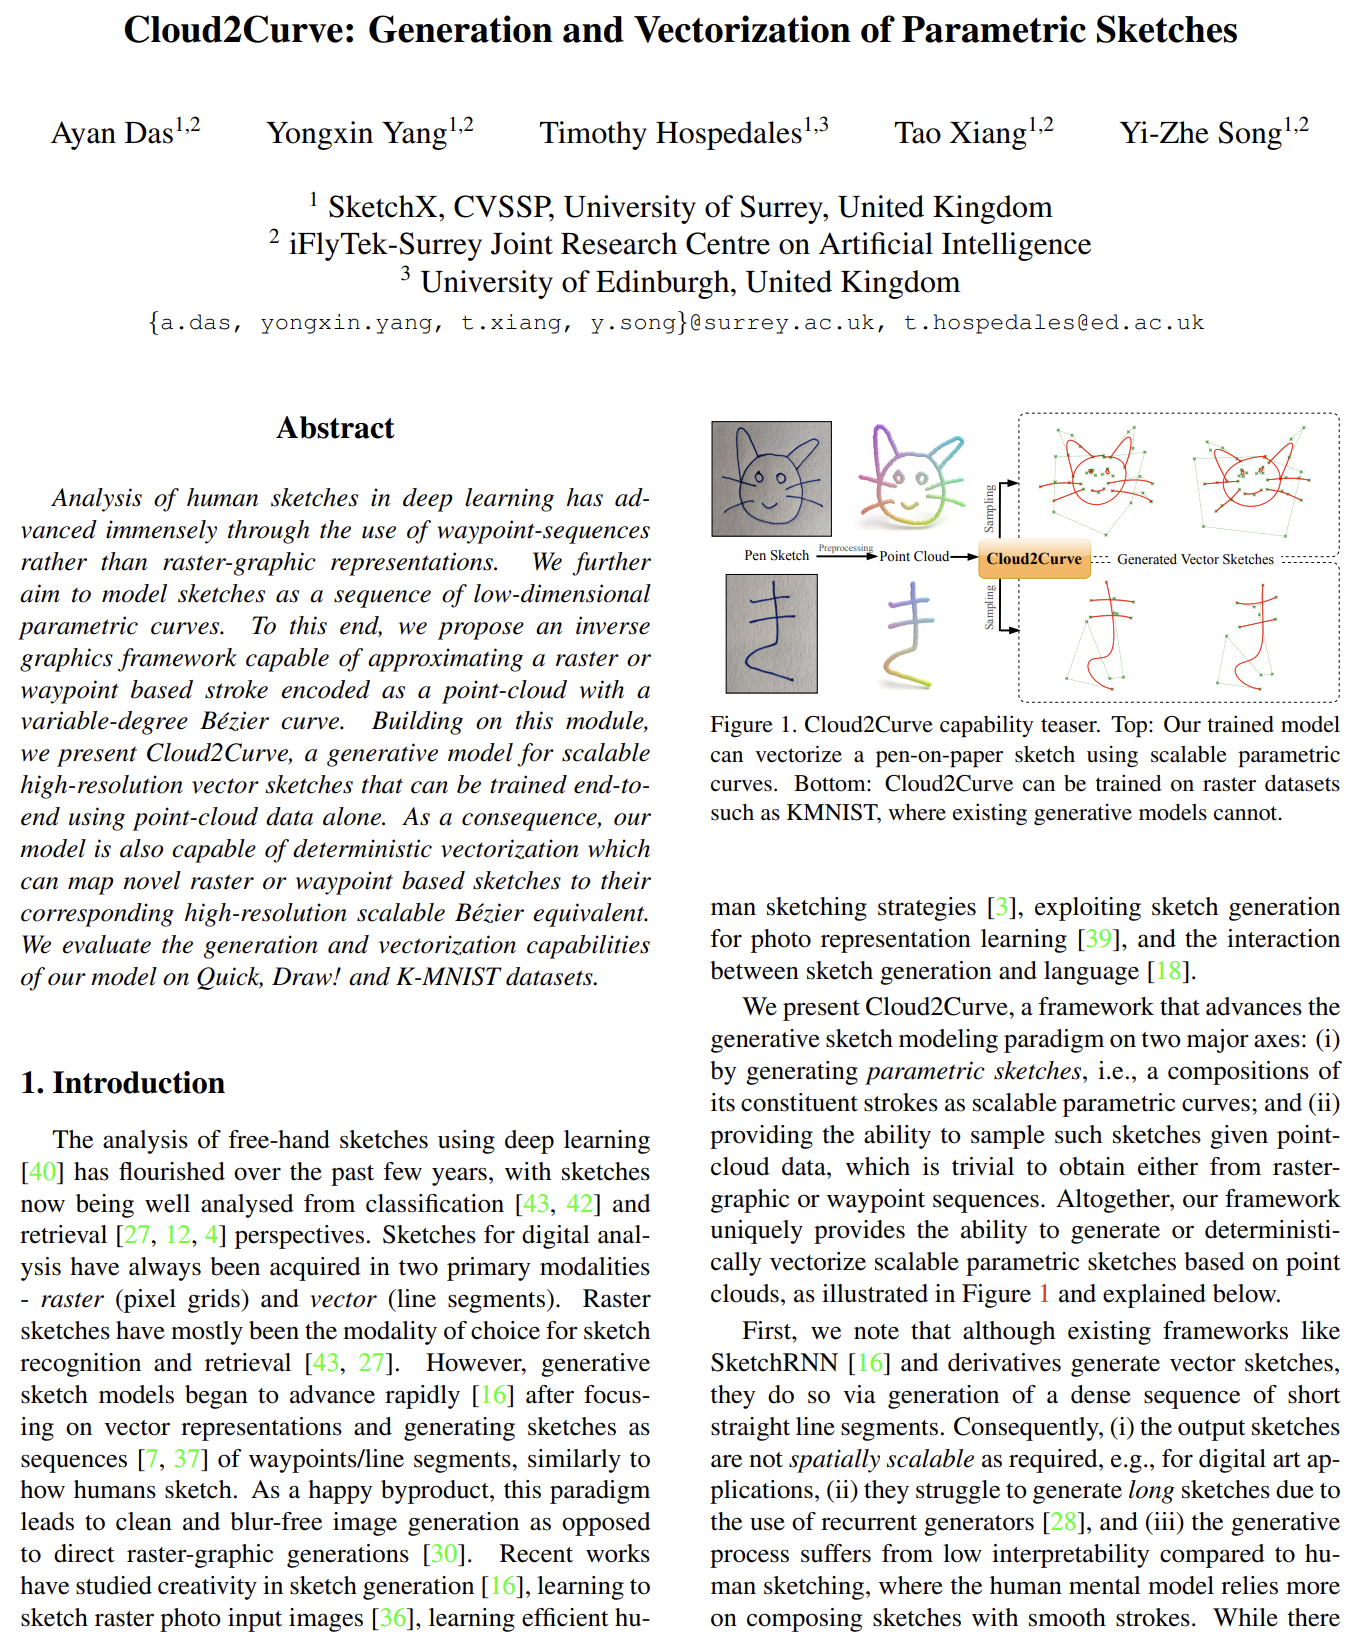 Cloud2Curve: Generation and Vectorization of Parametric Sketches
Ayan Das1,2 Yongxin Yang1,2 Timothy Hospedales1,3 Tao Xiang1,2 Yi-Zhe Song1,2
1 SketchX, CVSSP, University of Surrey, United Kingdom
2 iFlyTek-Surrey Joint Research Centre on Artificial Intelligence
3 University of Edinburgh, United Kingdom
{a.das, yongxin.yang, t.xiang, y.song}@surrey.ac.uk, t.hospedales@ed.ac.uk
Abstract
Analysis of human sketches in deep learning has ad-
vanced immensely through the use of waypoint-sequences
rather than raster-graphic representations. We further
aim to model sketches as a sequence of low-dimensional
parametric curves. To this end, we propose an inverse
graphics framework capable of approximating a raster or
waypoint based stroke encoded as a point-cloud with a
variable-degree Bézier curve. Building on this module,
we present Cloud2Curve, a generative model for scalable
high-resolution vector sketches that can be trained end-to-
end using point-cloud data alone. As a consequence, our
model is also capable of deterministic vectorization which
can map novel raster or waypoint based sketches to their
corresponding high-resolution scalable Bézier equivalent.
We evaluate the generation and vectorization capabilities
of our model on Quick, Draw! and K-MNIST datasets.
1. Introduction
The analysis of free-hand sketches using deep learning
[40] has flourished over the past few years, with sketches
now being well analysed from classification [43, 42] and
retrieval [27, 12, 4] perspectives. Sketches for digital anal-
ysis have always been acquired in two primary modalities
- raster (pixel grids) and vector (line segments). Raster
sketches have mostly been the modality of choice for sketch
recognition and retrieval [43, 27]. However, generative
sketch models began to advance rapidly [16] after focus-
ing on vector representations and generating sketches as
sequences [7, 37] of waypoints/line segments, similarly to
how humans sketch. As a happy byproduct, this paradigm
leads to clean and blur-free image generation as opposed
to direct raster-graphic generations [30]. Recent works
have studied creativity in sketch generation [16], learning to
sketch raster photo input images [36], learning efficient hu-
Pen Sketch Preprocessing Point Cloud Cloud2Curve Generated Vector Sketches
Sampling
Sampling
き
Figure 1. Cloud2Curve capability teaser. Top: Our trained model
can vectorize a pen-on-paper sketch using scalable parametric
curves. Bottom: Cloud2Curve can be trained on raster datasets
such as KMNIST, where existing generative models cannot.
man sketching strategies [3], exploiting sketch generation
for photo representation learning [39], and the interaction
between sketch generation and language [18].
We present Cloud2Curve, a framework that advances the
generative sketch modeling paradigm on two major axes: (i)
by generating parametric sketches, i.e., a compositions of
its constituent strokes as scalable parametric curves; and (ii)
providing the ability to sample such sketches given point-
cloud data, which is trivial to obtain either from raster-
graphic or waypoint sequences. Altogether, our framework
uniquely provides the ability to generate or deterministi-
cally vectorize scalable parametric sketches based on point
clouds, as illustrated in Figure 1 and explained below.
First, we note that although existing frameworks like
SketchRNN [16] and derivatives generate vector sketches,
they do so via generation of a dense sequence of short
straight line segments. Consequently, (i) the output sketches
are not spatially scalable as required, e.g., for digital art ap-
plications, (ii) they struggle to generate long sketches due to
the use of recurrent generators [28], and (iii) the generative
process suffers from low interpretability compared to hu-
man sketching, where the human mental model relies more
on composing sketches with smooth strokes. While there